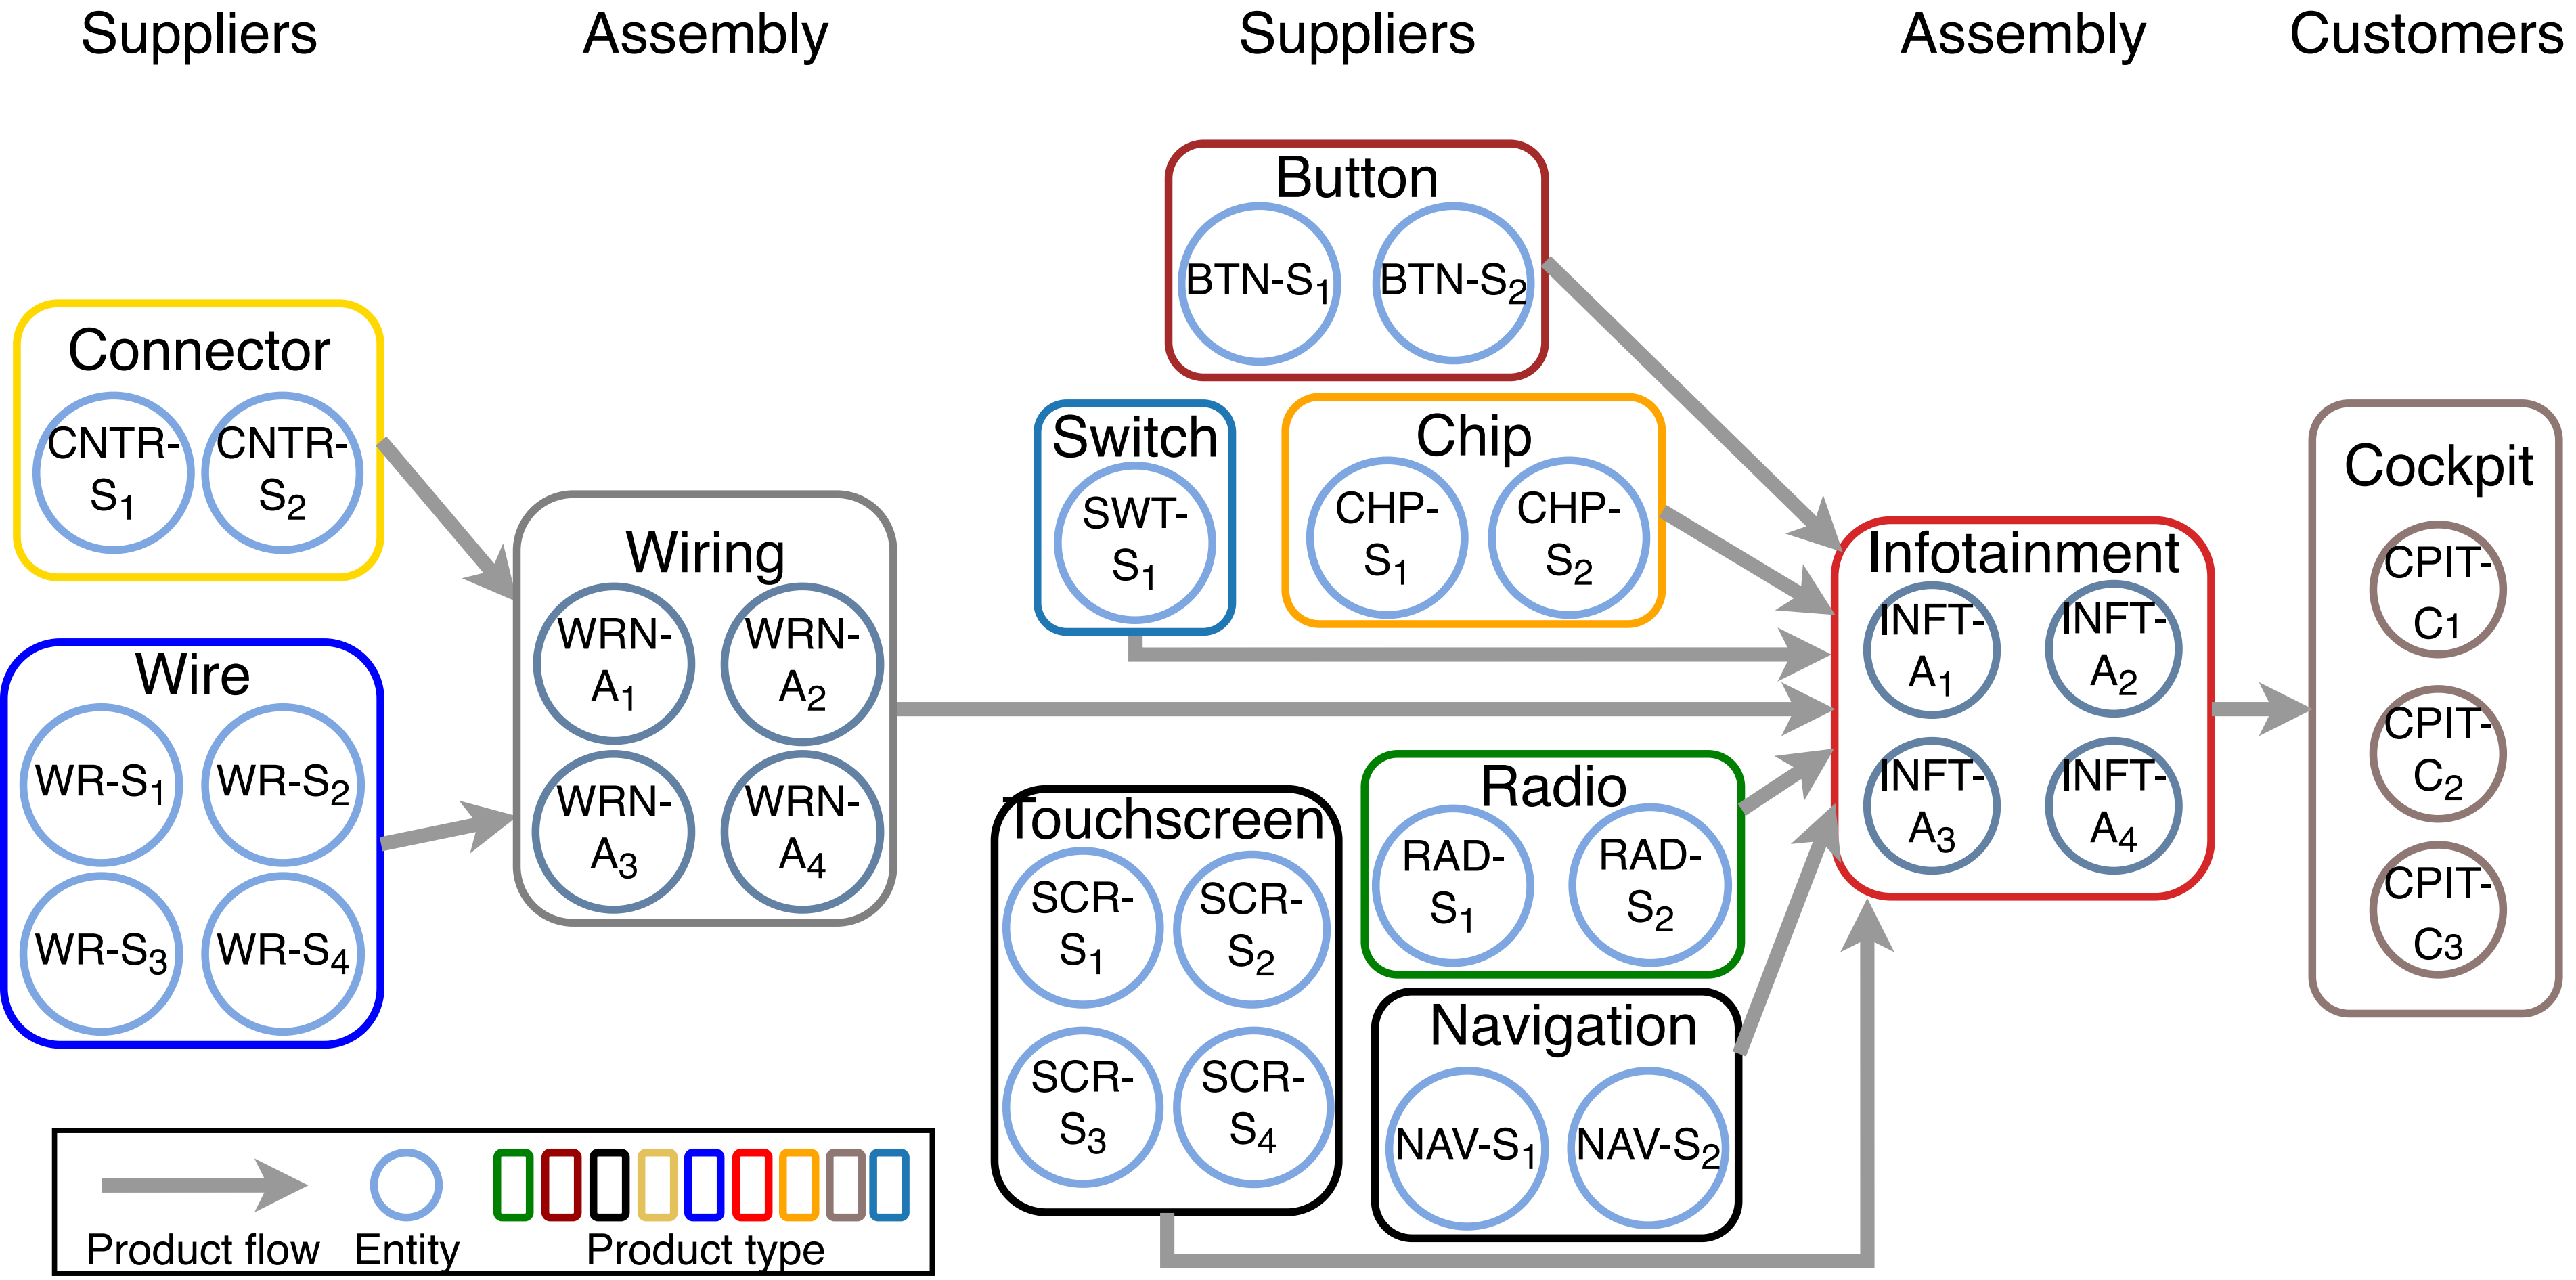 Suppliers
Assembly
Suppliers
Assembly
Customers
Connector
CNTR-
S1
CNTR-
S2
Wire
WR-S1
WR-S2
WR-S3
WR-S4
Wiring
WRN-
A1
WRN-
A2
WRN-
A3
WRN-
A4
Button
BTN-S1
BTN-S2
Switch
SWT-
S1
Chip
CHP-
S1
CHP-
S2
Touchscreen
SCR-
S1
SCR-
S2
SCR-
S3
SCR-
S4
Radio
RAD-
S1
RAD-
S2
Navigation
NAV-S1
NAV-S2
Infotainment
INFT-
A1
INFT-
A2
INFT-
A3
INFT-
A4
Cockpit
CPIT-
C1
CPIT-
C2
CPIT-
C3
Product flow
Entity
Product type